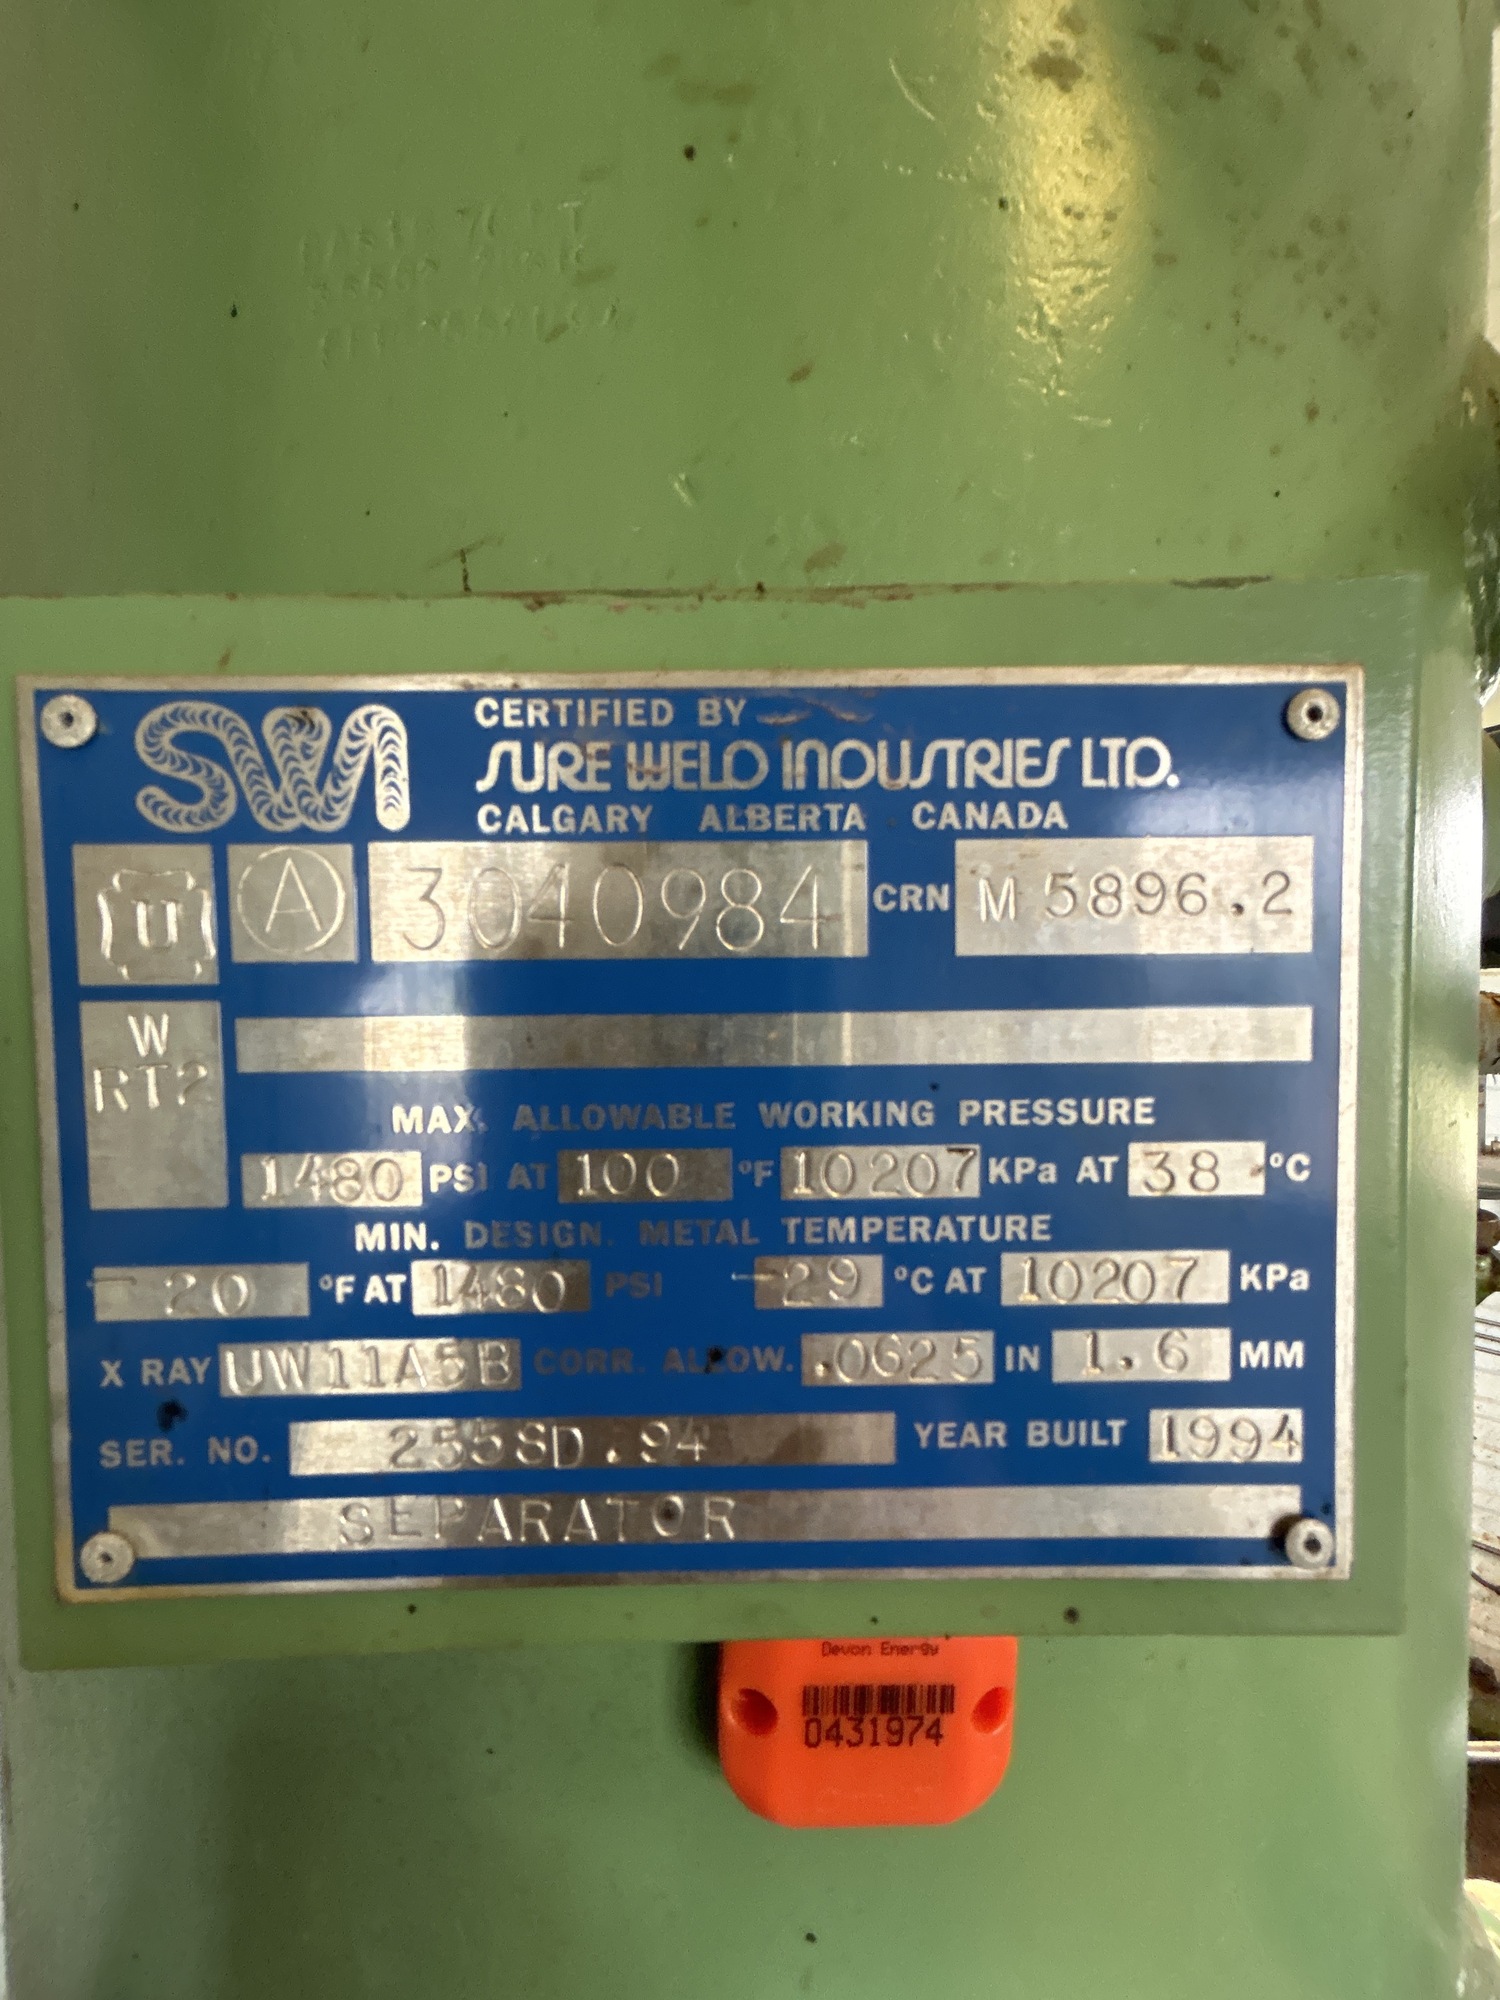 SWI
CERTIFIED BY
SURE WELD INDUSTRIES LTD.
CALGARY ALBERTA CANADA
U A 3040984 CRN M 5896.2
W
RT2
MAX. ALLOWABLE WORKING PRESSURE
1480 PSI AT 100 °F 10207 KPa AT 38 °C
MIN. DESIGN. METAL TEMPERATURE
-20 °F AT 1480 PSI -29 °C AT 10207 KPa
X RAY UW11A5B CORR. ALLOW. .0625 IN 1.6 MM
SER. NO. 2558D.94 YEAR BUILT 1994
SEPARATOR
Devon Energy
0431974